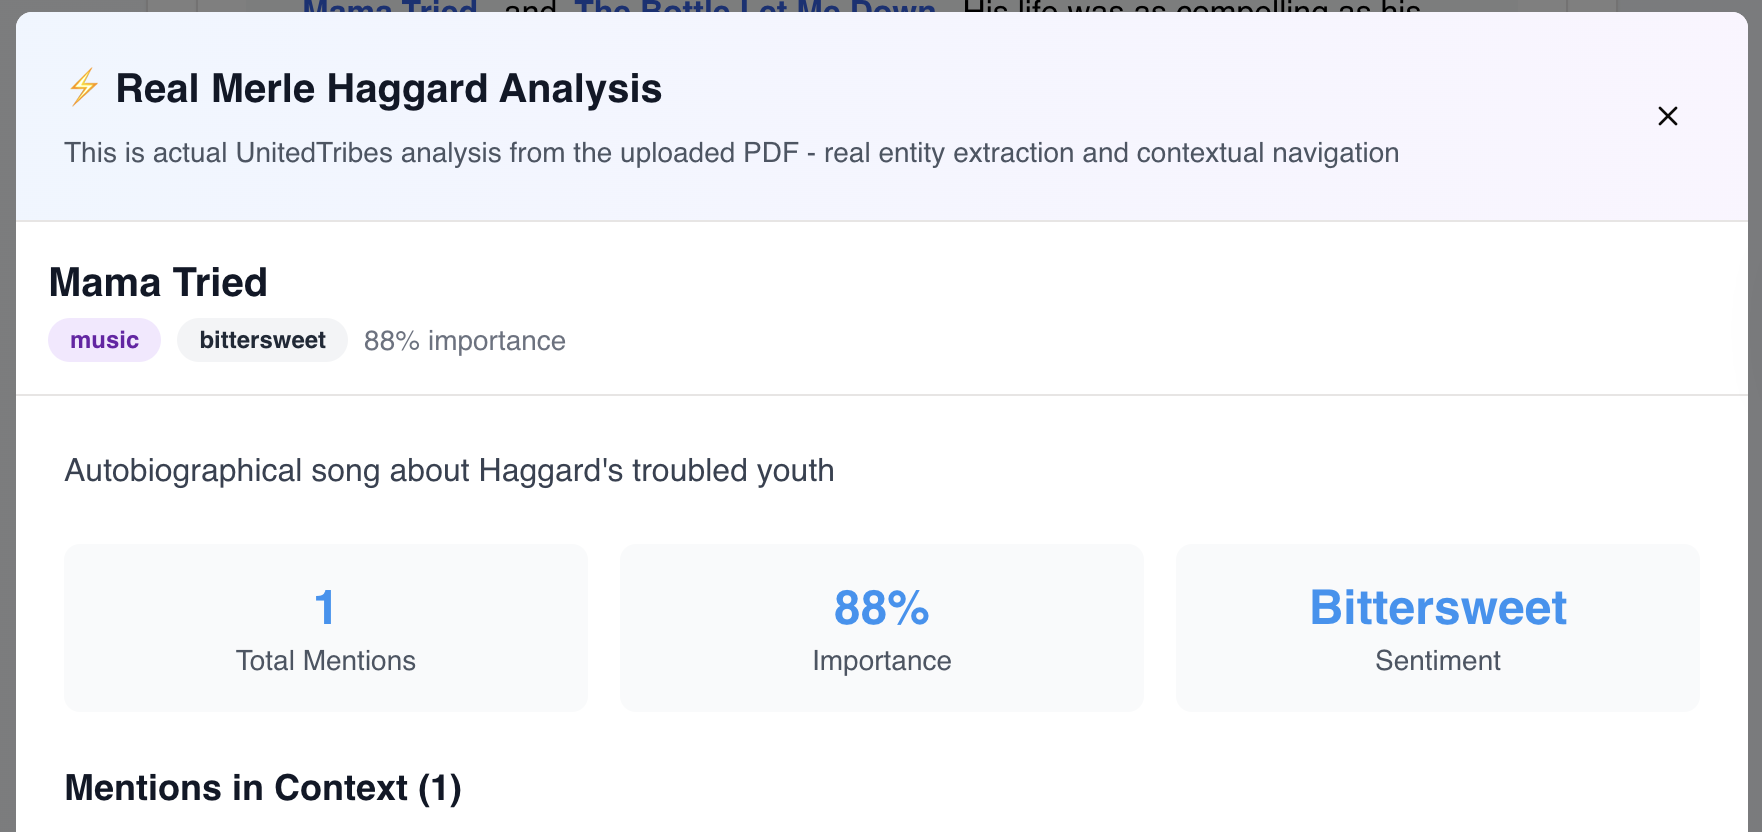 Mama Tried and The Bottle Let Me Down His life was as compelling as his
⚡ Real Merle Haggard Analysis
This is actual UnitedTribes analysis from the uploaded PDF - real entity extraction and contextual navigation
Mama Tried
music bittersweet 88% importance
Autobiographical song about Haggard's troubled youth
1 88% Bittersweet
Total Mentions Importance Sentiment
Mentions in Context (1)